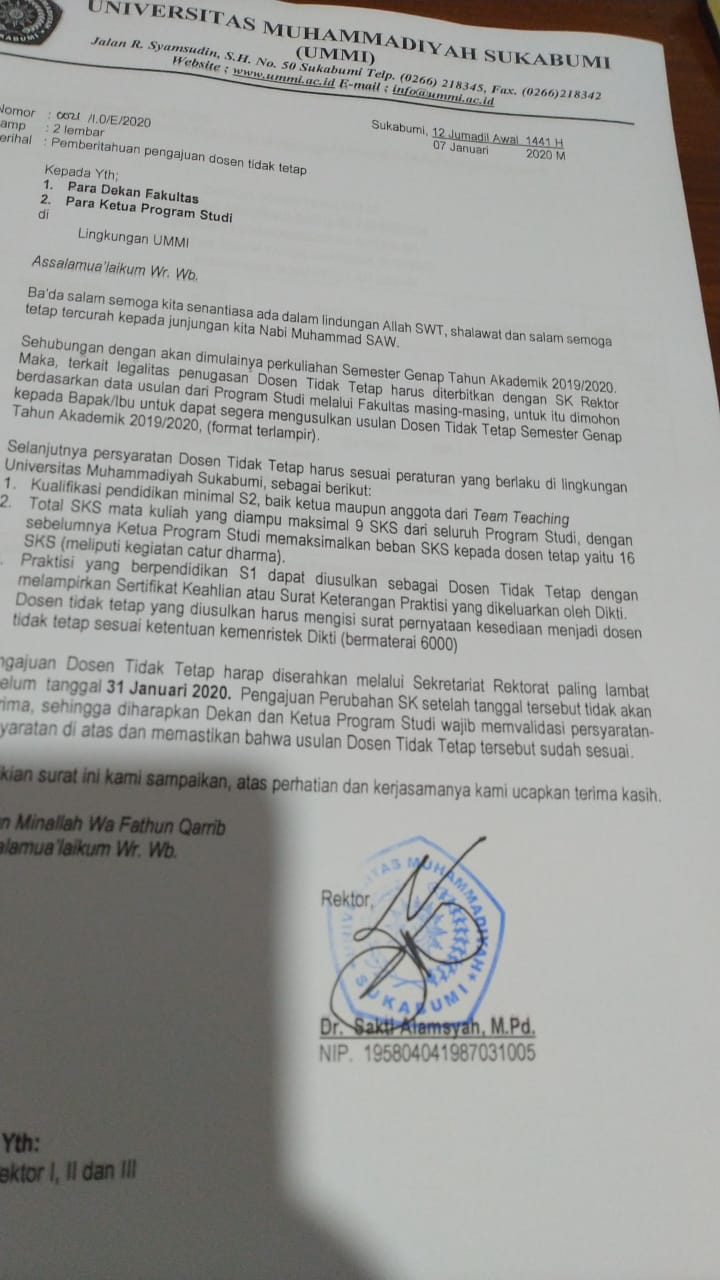 UNIVERSITAS MUHAMMADIYAH SUKABUMI
(UMMI)
Jalan R. Syamsudin, S.H. No. 50 Sukabumi Telp. (0266) 218345, Fax. (0266)218342
Website ; www.ummi.ac.id E-mail ; info@ummi.ac.id
Nomor : 0021 /I.0/E/2020
Sukabumi, 12 Jumadil Awal 1441 H
amp : 2 lembar
07 Januari 2020 M
erihal : Pemberitahuan pengajuan dosen tidak tetap
Kepada Yth;
1. Para Dekan Fakultas
2. Para Ketua Program Studi
di
Lingkungan UMMI
Assalamua'laikum Wr. Wb.
Ba'da salam semoga kita senantiasa ada dalam lindungan Allah SWT, shalawat dan salam semoga
tetap tercurah kepada junjungan kita Nabi Muhammad SAW.
Sehubungan dengan akan dimulainya perkuliahan Semester Genap Tahun Akademik 2019/2020.
Maka, terkait legalitas penugasan Dosen Tidak Tetap harus diterbitkan dengan SK Rektor
berdasarkan data usulan dari Program Studi melalui Fakultas masing-masing, untuk itu dimohon
kepada Bapak/Ibu untuk dapat segera mengusulkan usulan Dosen Tidak Tetap Semester Genap
Tahun Akademik 2019/2020, (format terlampir).
Selanjutnya persyaratan Dosen Tidak Tetap harus sesuai peraturan yang berlaku di lingkungan
Universitas Muhammadiyah Sukabumi, sebagai berikut:
1. Kualifikasi pendidikan minimal S2, baik ketua maupun anggota dari Team Teaching
2. Total SKS mata kuliah yang diampu maksimal 9 SKS dari seluruh Program Studi, dengan
sebelumnya Ketua Program Studi memaksimalkan beban SKS kepada dosen tetap yaitu 16
SKS (meliputi kegiatan catur dharma).
. Praktisi yang berpendidikan S1 dapat diusulkan sebagai Dosen Tidak Tetap dengan
melampirkan Sertifikat Keahlian atau Surat Keterangan Praktisi yang dikeluarkan oleh Dikti.
Dosen tidak tetap yang diusulkan harus mengisi surat pernyataan kesediaan menjadi dosen
tidak tetap sesuai ketentuan kemenristek Dikti (bermaterai 6000)
ngajuan Dosen Tidak Tetap harap diserahkan melalui Sekretariat Rektorat paling lambat
elum tanggal 31 Januari 2020. Pengajuan Perubahan SK setelah tanggal tersebut tidak akan
rima, sehingga diharapkan Dekan dan Ketua Program Studi wajib memvalidasi persyaratan-
yaratan di atas dan memastikan bahwa usulan Dosen Tidak Tetap tersebut sudah sesuai.
ikian surat ini kami sampaikan, atas perhatian dan kerjasamanya kami ucapkan terima kasih.
n Minallah Wa Fathun Qarrib
alamua'laikum Wr. Wb.
Rektor,
UNIVERSITAS MUHAMMADIYAH
SUKABUMI
Dr. Sakti Alamsyah, M.Pd.
NIP. 195804041987031005
Yth:
ektor I, II dan III